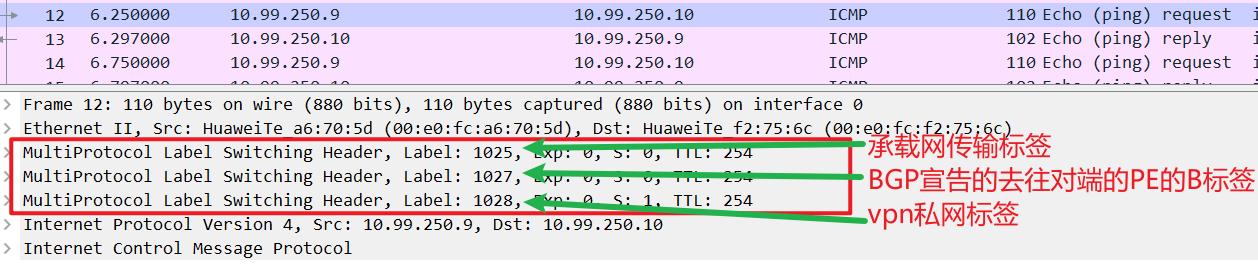 12 6.250000 10.99.250.9 10.99.250.10 ICMP 110 Echo (ping) request
13 6.297000 10.99.250.10 10.99.250.9 ICMP 102 Echo (ping) reply
14 6.750000 10.99.250.9 10.99.250.10 ICMP 110 Echo (ping) request
Frame 12: 110 bytes on wire (880 bits), 110 bytes captured (880 bits) on interface 0
Ethernet II, Src: HuaweiTe_a6:70:5d (00:e0:fc:a6:70:5d), Dst: HuaweiTe_f2:75:6c (00:e0:fc:f2:75:6c)
MultiProtocol Label Switching Header, Label: 1025, Exp: 0, S: 0, TTL: 254
承载网传输标签
MultiProtocol Label Switching Header, Label: 1027, Exp: 0, S: 0, TTL: 254
BGP宣告的去往对端的PE的B标签
MultiProtocol Label Switching Header, Label: 1028, Exp: 0, S: 1, TTL: 254
vpn私网标签
Internet Protocol Version 4, Src: 10.99.250.9, Dst: 10.99.250.10
Internet Control Message Protocol